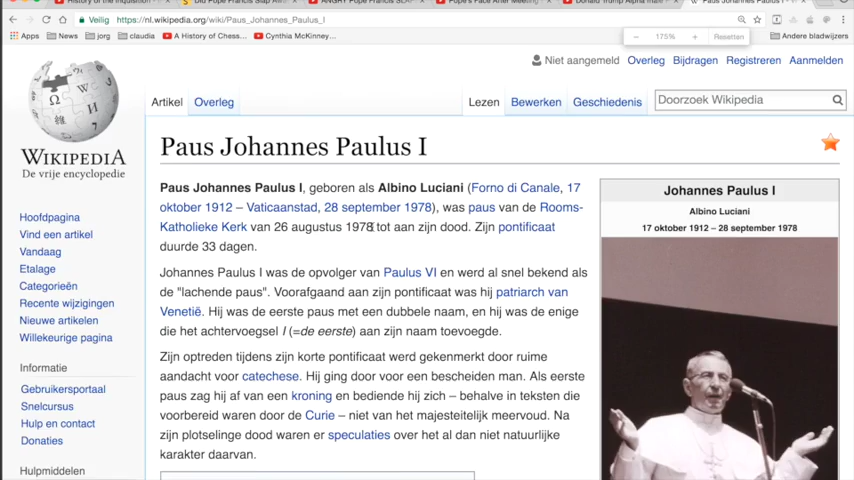 History of the Inquisition -
Did Pope Francis Slap A
ANGRY Pope Francis SLAP
Pope's Face After Meeting
Donald Trump Alpha male
Paus Johannes Paulus I -
Veilig https://nl.wikipedia.org/wiki/Paus_Johannes_Paulus_I
Apps News jorg claudia A History of Chess... Cynthia McKinney... Andere bladwijzers
− 175% + Resetten
Niet aangemeld Overleg Bijdragen Registreren Aanmelden
Artikel Overleg Lezen Bewerken Geschiedenis Doorzoek Wikipedia
WIKIPEDIA
De vrije encyclopedie
Hoofdpagina
Vind een artikel
Vandaag
Etalage
Categorieën
Recente wijzigingen
Nieuwe artikelen
Willekeurige pagina
Informatie
Gebruikersportaal
Snelcursus
Hulp en contact
Donaties
Hulpmiddelen
Paus Johannes Paulus I
Paus Johannes Paulus I, geboren als Albino Luciani (Forno di Canale, 17
oktober 1912 – Vaticaanstad, 28 september 1978), was paus van de Rooms-
Katholieke Kerk van 26 augustus 1978 tot aan zijn dood. Zijn pontificaat
duurde 33 dagen.
Johannes Paulus I was de opvolger van Paulus VI en werd al snel bekend als
de "lachende paus". Voorafgaand aan zijn pontificaat was hij patriarch van
Venetië. Hij was de eerste paus met een dubbele naam, en hij was de enige
die het achtervoegsel I (=de eerste) aan zijn naam toevoegde.
Zijn optreden tijdens zijn korte pontificaat werd gekenmerkt door ruime
aandacht voor catechese. Hij ging door voor een bescheiden man. Als eerste
paus zag hij af van een kroning en bediende hij zich – behalve in teksten die
voorbereid waren door de Curie – niet van het majesteitelijk meervoud. Na
zijn plotselinge dood waren er speculaties over het al dan niet natuurlijke
karakter daarvan.
Johannes Paulus I
Albino Luciani
17 oktober 1912 – 28 september 1978